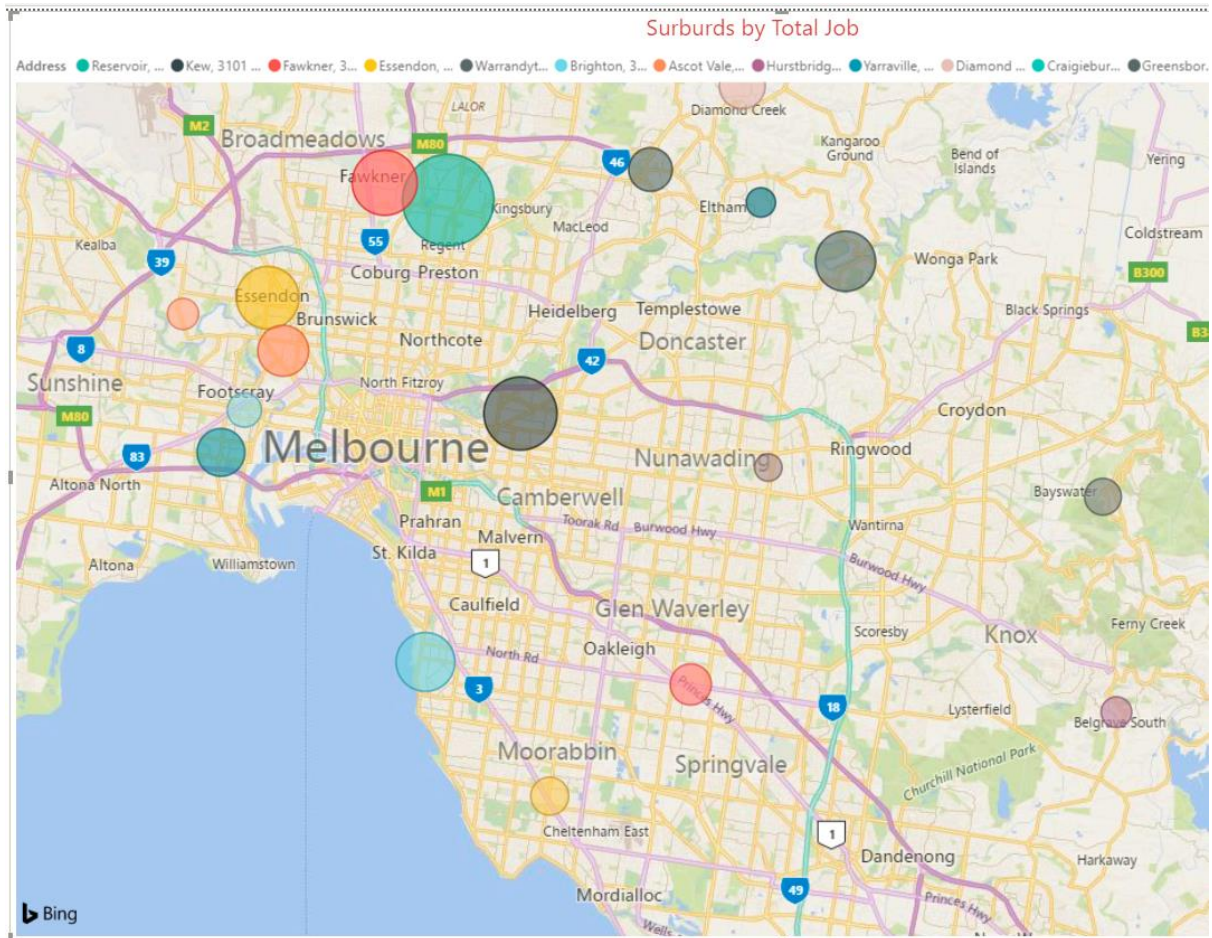 Surburds by Total Job
Address Reservoir, ... Kew, 3101 ... Fawkner, 3... Essendon, ... Warrandyt... Brighton, 3... Ascot Vale,... Hurstbridg... Yarraville, ... Diamond ... Craigiebur... Greensbor...
LALOR
Diamond Creek
M2
Broadmeadows
M80
Kangaroo
Ground
46
Bend of
Islands
Yering
Fawkner
Eltham
Kingsbury
MacLeod
Coldstream
55
Regent
Kealba
39
Coburg Preston
Wonga Park
B300
Essendon
Brunswick
Heidelberg
Templestowe
Black Springs
Northcote
Doncaster
8
42
Sunshine
North Fitzroy
Footscray
M80
Croydon
Melbourne
Ringwood
83
Nunawading
Altona North
M1
Camberwell
Bayswater
Prahran
Toorak Rd
Burwood Hwy
Wantirna
Malvern
St. Kilda
Altona
Williamstown
1
Burwood Hwy
Caulfield
Glen Waverley
Ferny Creek
Scoresby
Knox
North Rd
Oakleigh
3
Princes Hwy
18
Lysterfield
Belgrave South
Moorabbin
Springvale
Churchill National Park
Cheltenham East
1
Dandenong
Harkaway
Mordialloc
49
Princes Hwy
Bing